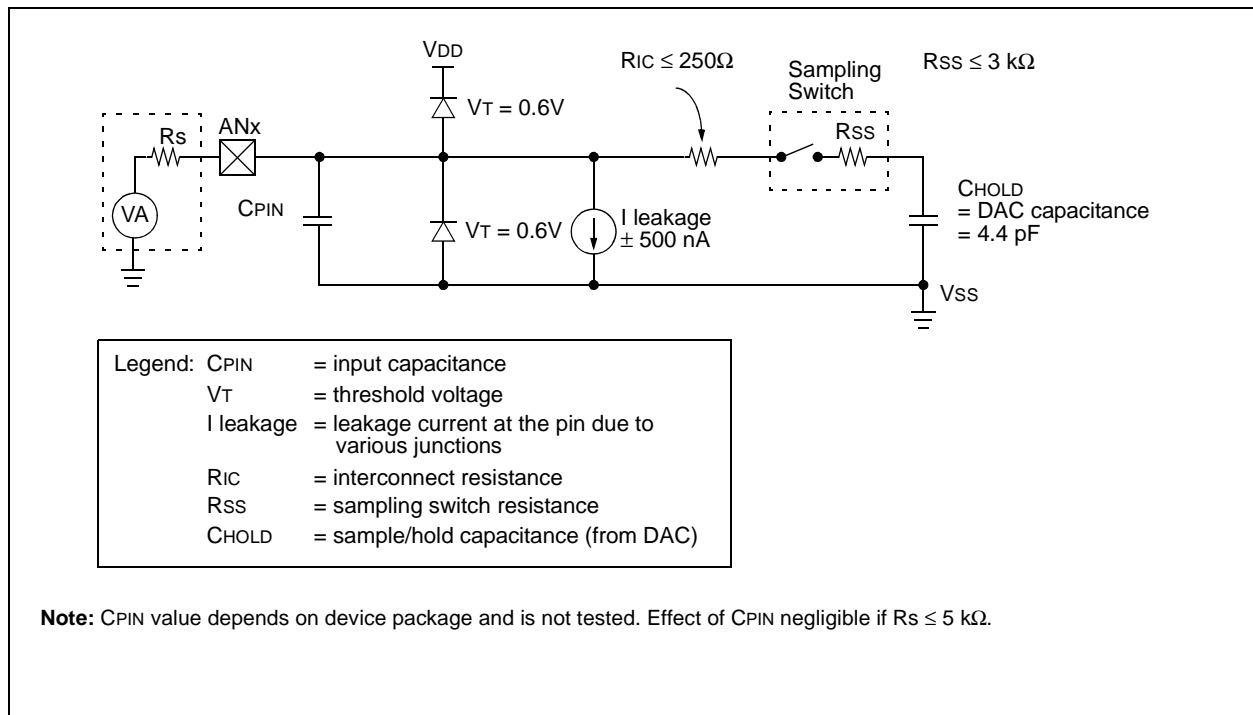 VDD
RIC ≤ 250Ω
Sampling
Switch
RSS ≤ 3 kΩ
VT = 0.6V
Rs
ANx
RSS
VA
CPIN
VT = 0.6V
I leakage
± 500 nA
CHOLD
= DAC capacitance
= 4.4 pF
VSS
Legend: CPIN = input capacitance
VT = threshold voltage
I leakage = leakage current at the pin due to
various junctions
RIC = interconnect resistance
RSS = sampling switch resistance
CHOLD = sample/hold capacitance (from DAC)
Note: CPIN value depends on device package and is not tested. Effect of CPIN negligible if Rs ≤ 5 kΩ.